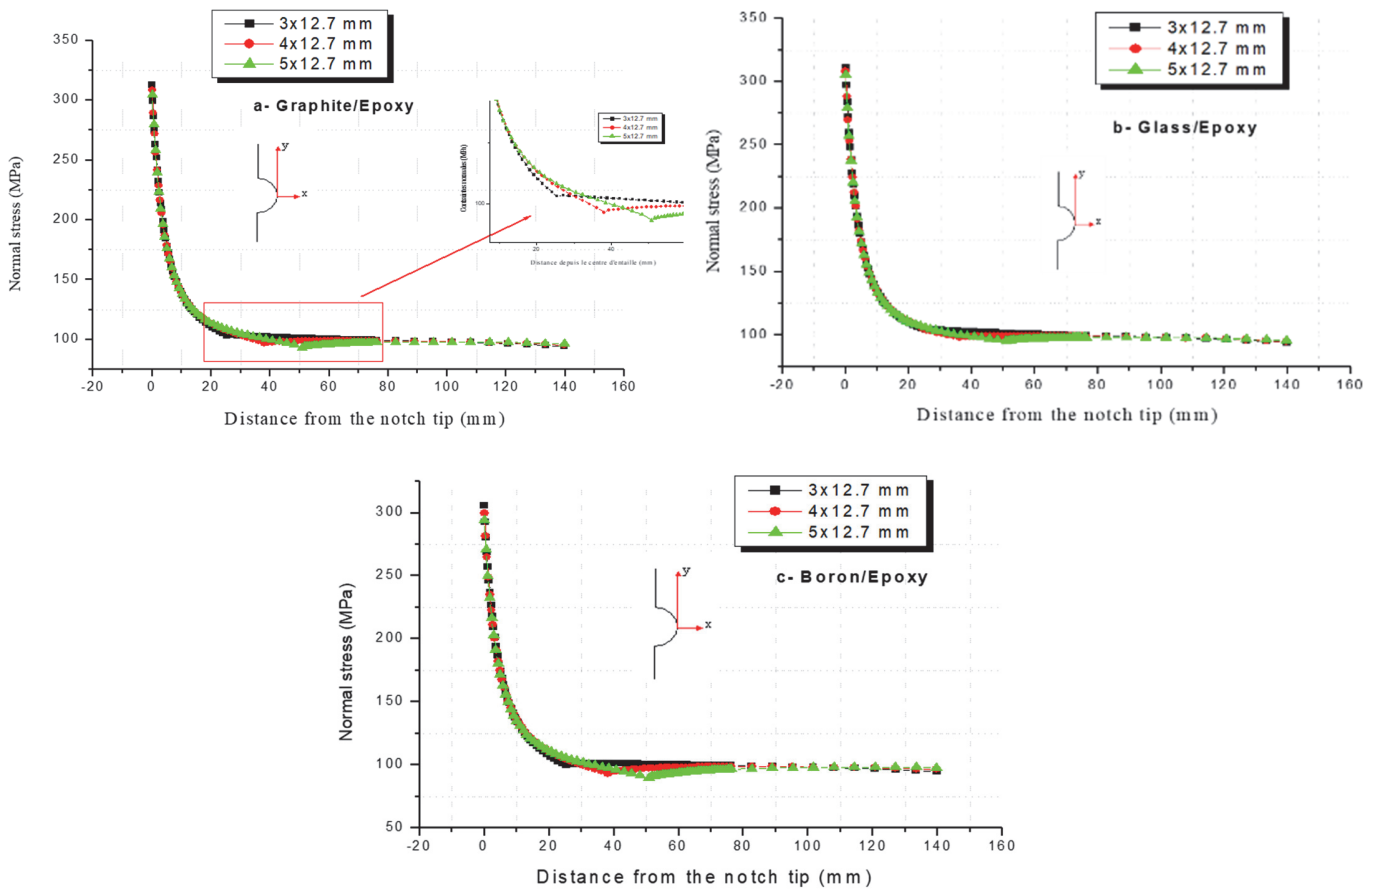 3x12.7 mm
4x12.7 mm
5x12.7 mm
a- Graphite/Epoxy
350
300
250
200
150
100
-20 0 20 40 60 80 100 120 140 160
Normal stress (MPa)
Distance from the notch tip (mm)
y
x
3x12.7 mm
4x12.7 mm
5x12.7 mm
Contraintes normales (MPa)
100
20 40
Distance depuis le centre d'entaille (mm)
3x12.7 mm
4x12.7 mm
5x12.7 mm
b- Glass/Epoxy
350
300
250
200
150
100
-20 0 20 40 60 80 100 120 140 160
Normal stress (MPa)
Distance from the notch tip (mm)
y
x
3x12.7 mm
4x12.7 mm
5x12.7 mm
c- Boron/Epoxy
300
250
200
150
100
50
-20 0 20 40 60 80 100 120 140 160
Normal stress (MPa)
Distance from the notch tip (mm)
y
x